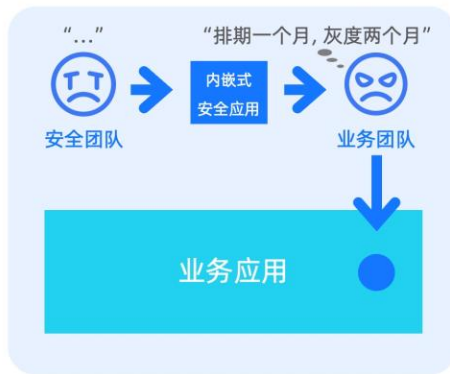 “...”
“排期一个月, 灰度两个月”
内嵌式
安全应用
安全团队
业务团队
业务应用